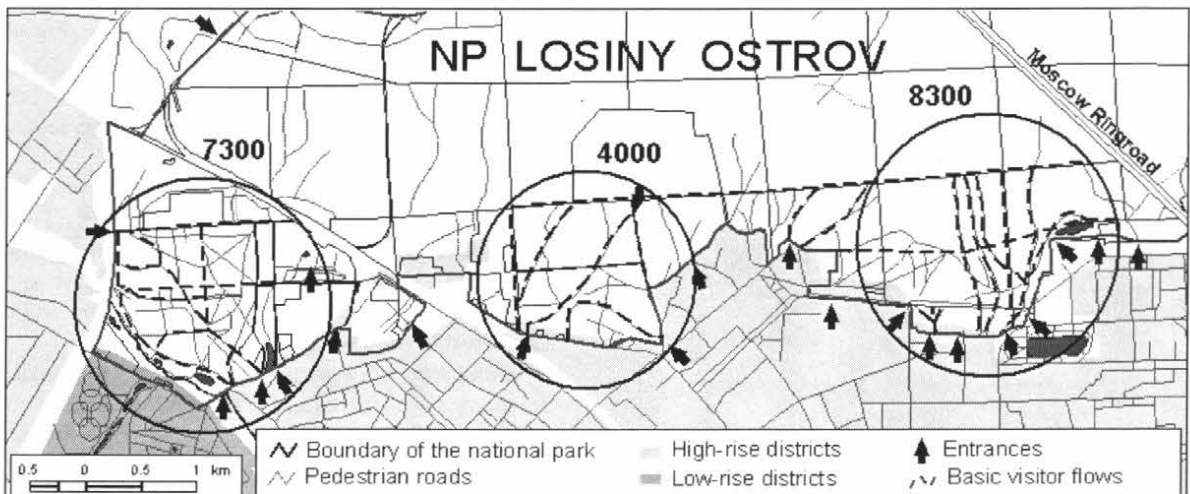 NP LOSINY OSTROV
Moscow Ringroad
7300
4000
8300
Boundary of the national park
High-rise districts
Entrances
Pedestrian roads
Low-rise districts
Basic visitor flows
0.5 0 0.5 1 km